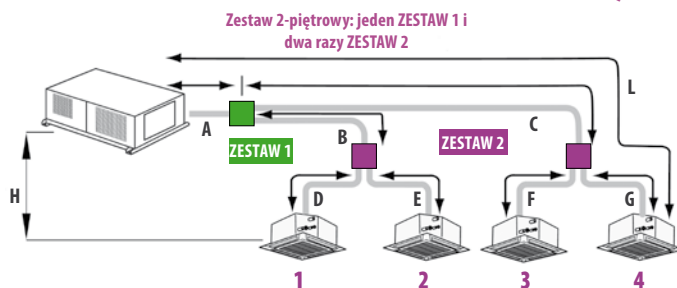 Zestaw 2-piętrowy: jeden ZESTAW 1 i
dwa razy ZESTAW 2
L
A
B
C
ZESTAW 1
ZESTAW 2
H
D
E
F
G
1
2
3
4